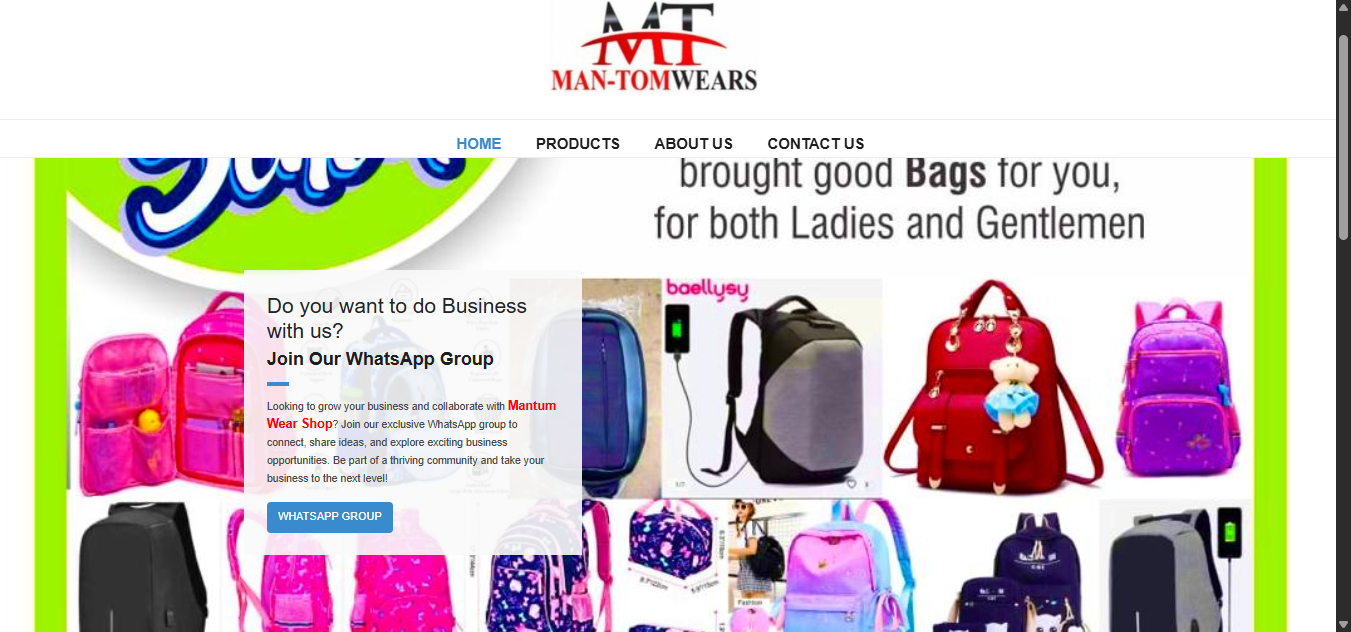 MT
MAN-TOMWEARS
HOME PRODUCTS ABOUT US CONTACT US
brought good Bags for you,
for both Ladies and Gentlemen
baellysy
Do you want to do Business
with us?
Join Our WhatsApp Group
Looking to grow your business and collaborate with Mantum
Wear Shop? Join our exclusive WhatsApp group to
connect, share ideas, and explore exciting business
opportunities. Be part of a thriving community and take your
business to the next level!
WHATSAPP GROUP
1/7
Fashion